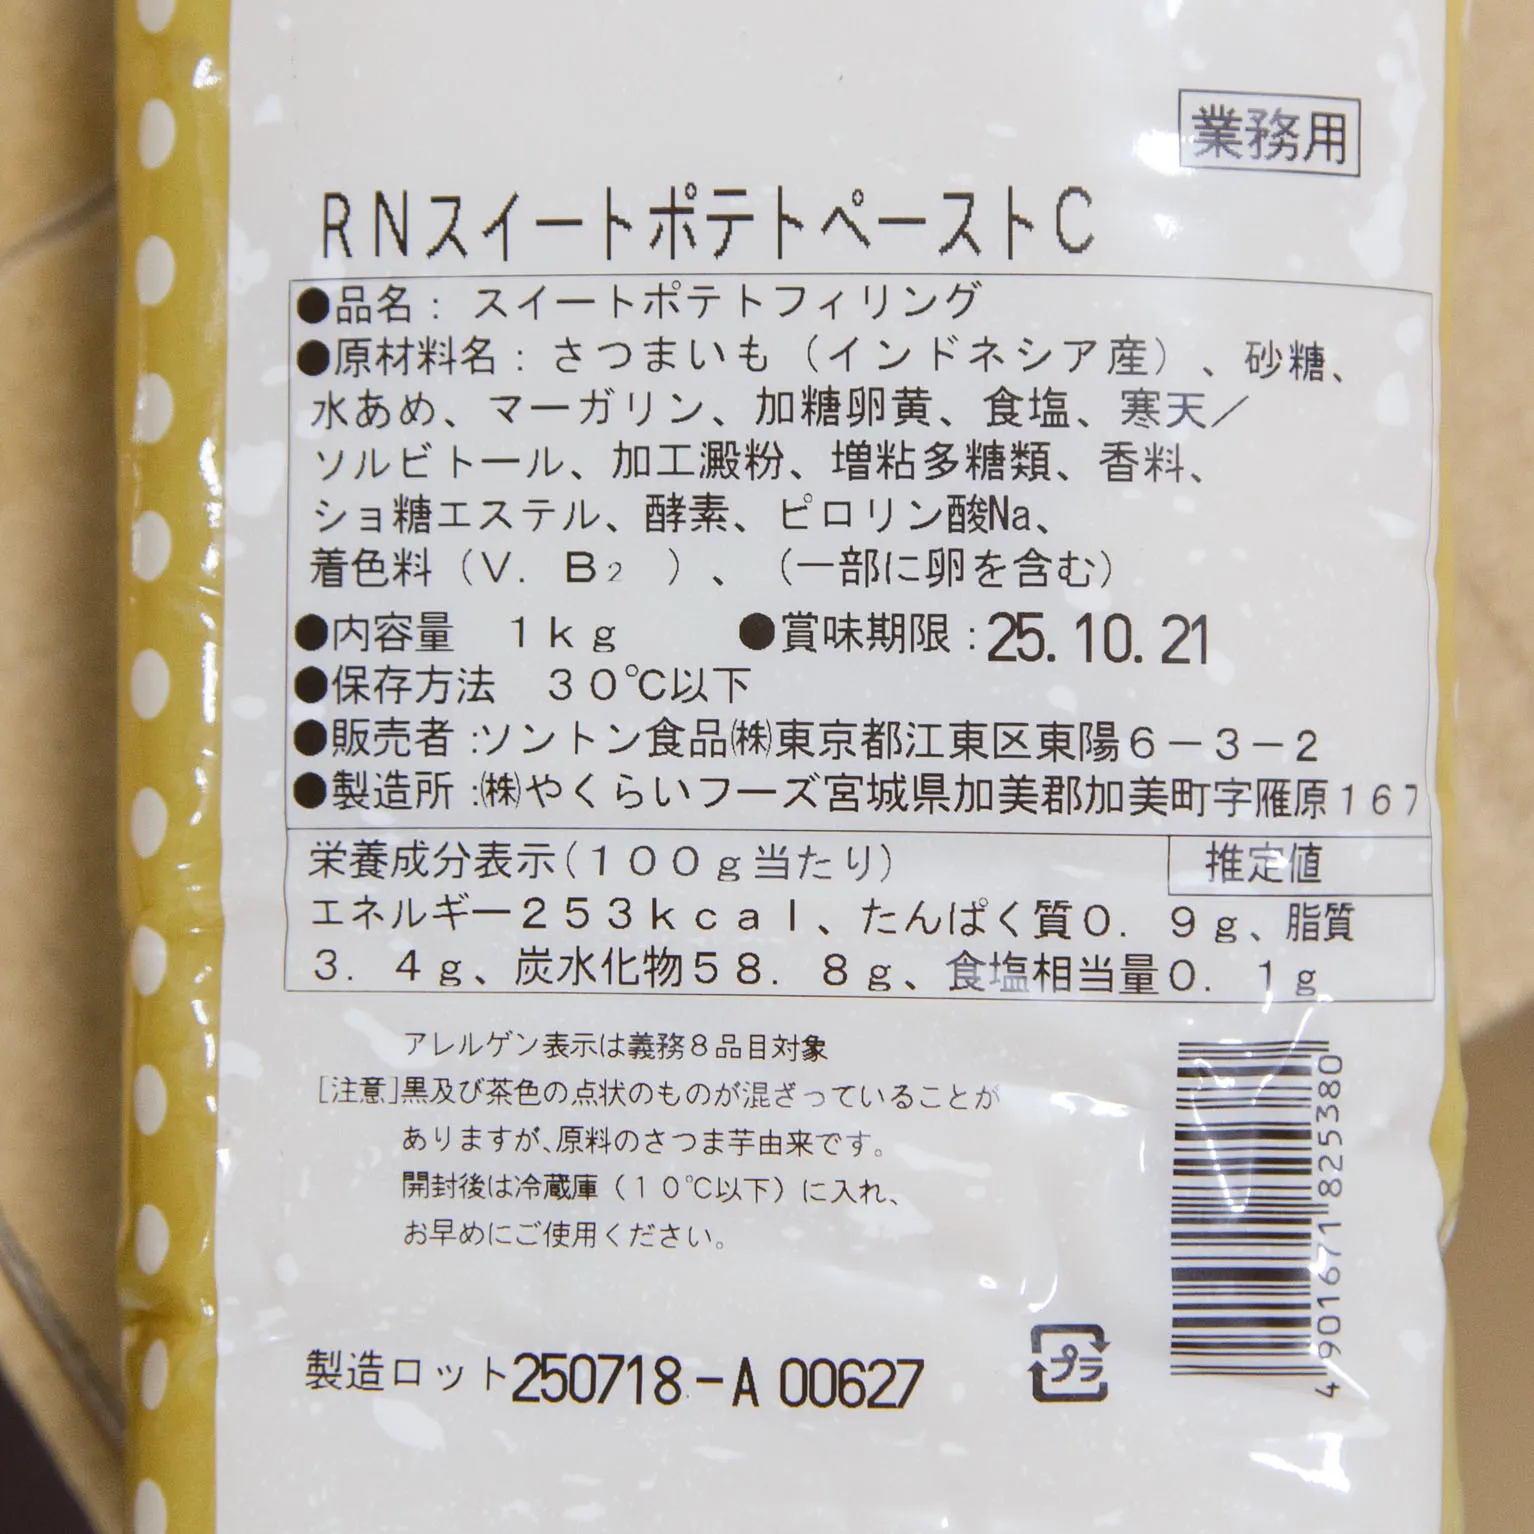 業務用
RNスイートポテトペーストC
●品名：スイートポテトフィリング
●原材料名：さつまいも（インドネシア産）、砂糖、
水あめ、マーガリン、加糖卵黄、食塩、寒天／
ソルビトール、加工澱粉、増粘多糖類、香料、
ショ糖エステル、酵素、ピロリン酸Na、
着色料（V．B₂ ）、（一部に卵を含む）
●内容量 1kg ●賞味期限：25.10.21
●保存方法 30℃以下
●販売者：ソントン食品㈱東京都江東区東陽6－3－2
●製造所：㈱やくらいフーズ宮城県加美郡加美町字雁原167
栄養成分表示（100g当たり） 推定値
エネルギー253kcal、たんぱく質0．9g、脂質
3．4g、炭水化物58．8g、食塩相当量0．1g
アレルゲン表示は義務8品目対象
［注意］黒及び茶色の点状のものが混ざっていることが
ありますが、原料のさつま芋由来です。
開封後は冷蔵庫（10℃以下）に入れ、
お早めにご使用ください。
製造ロット250718-A 00627
プラ
4901671825380